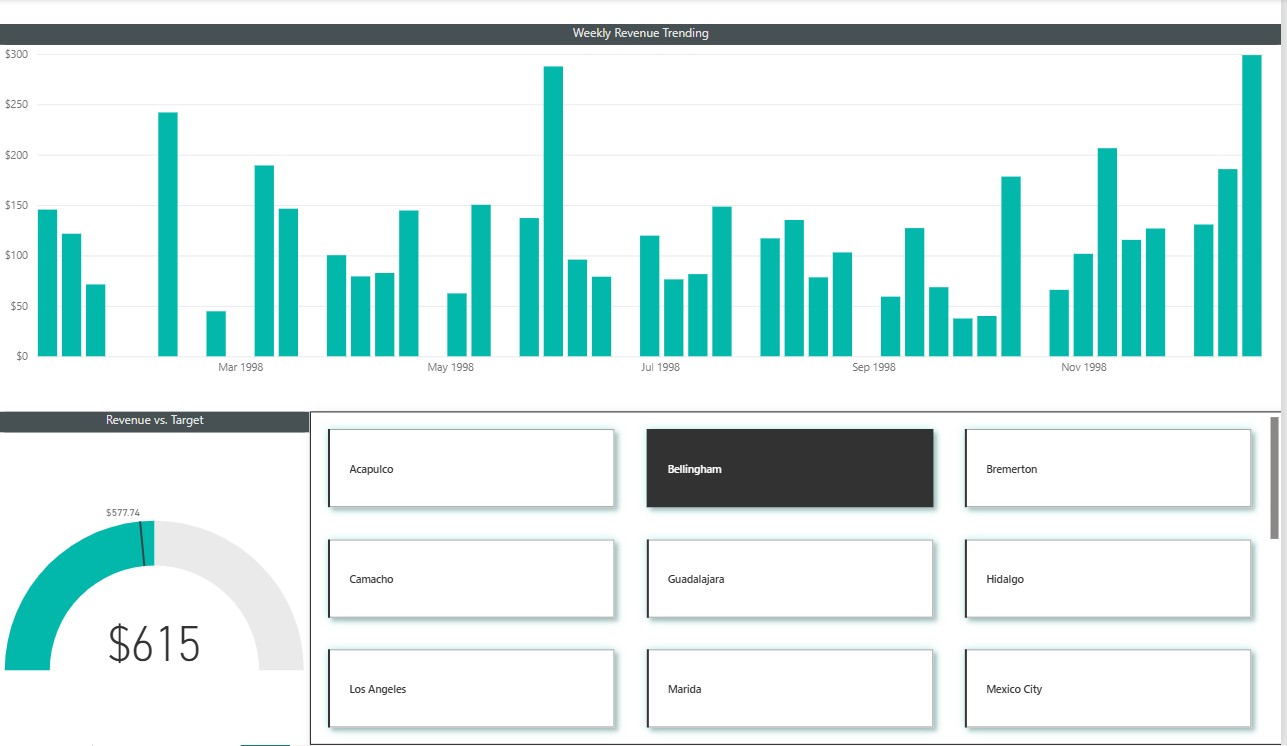 Weekly Revenue Trending
$300
$250
$200
$150
$100
$50
$0
Mar 1998 May 1998 Jul 1998 Sep 1998 Nov 1998
Revenue vs. Target
$577.74
$615
Acapulco Bellingham Bremerton
Camacho Guadalajara Hidalgo
Los Angeles Marida Mexico City